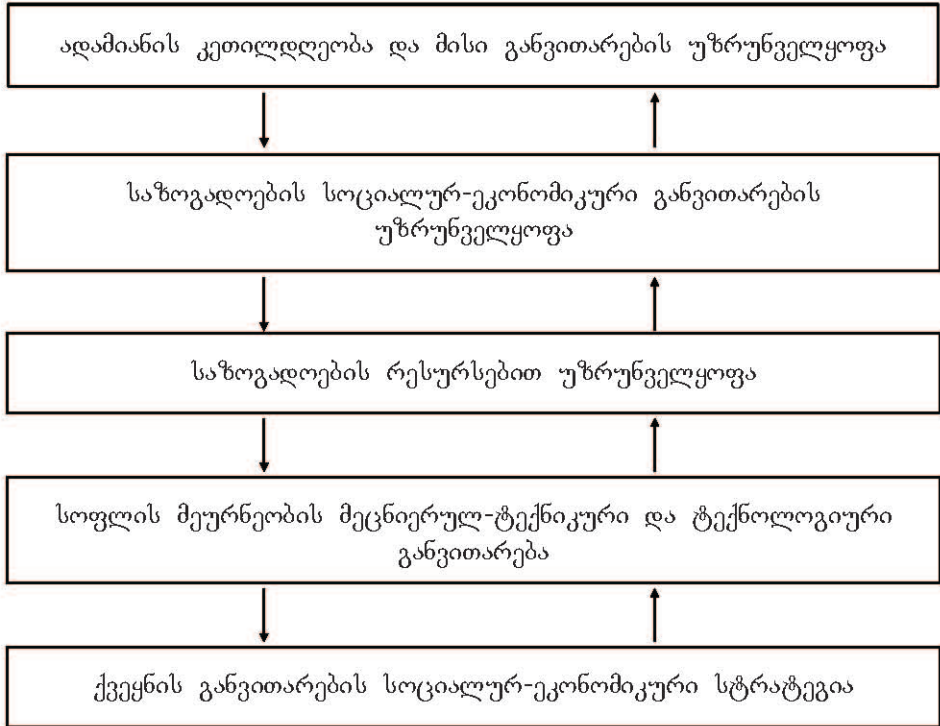 ადამიანის კეთილდღეობა და მისი განვითარების უზრუნველყოფა
საზოგადოების სოციალურ-ეკონომიკური განვითარების
უზრუნველყოფა
საზოგადოების რესურსებით უზრუნველყოფა
სოფლის მეურნეობის მეცნიერულ-ტექნიკური და ტექნოლოგიური
განვითარება
ქვეყნის განვითარების სოციალურ-ეკონომიკური სტრატეგია